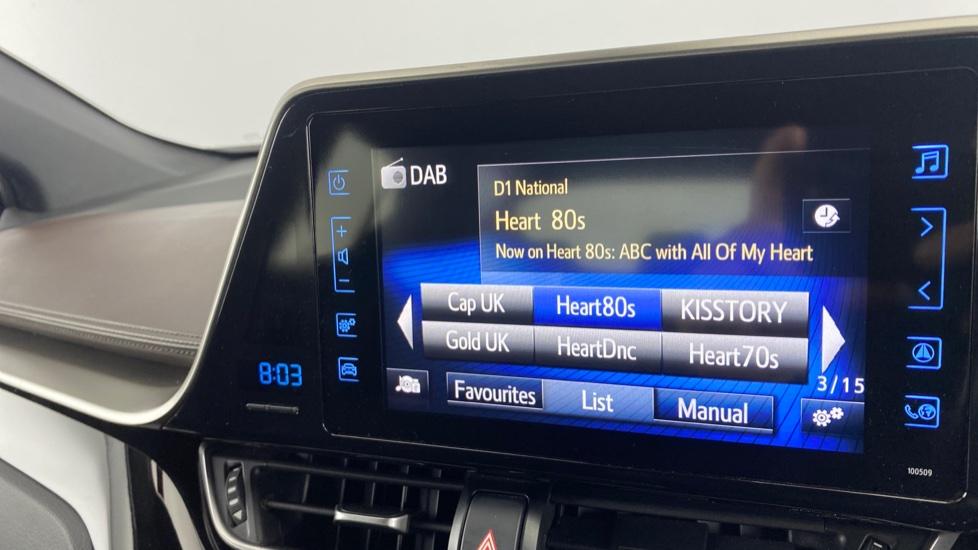 DAB
D1 National
Heart 80s
Now on Heart 80s: ABC with All Of My Heart
Cap UK Heart80s KISSTORY
Gold UK HeartDnc Heart70s
3/15
Favourites List Manual
8:03
100509